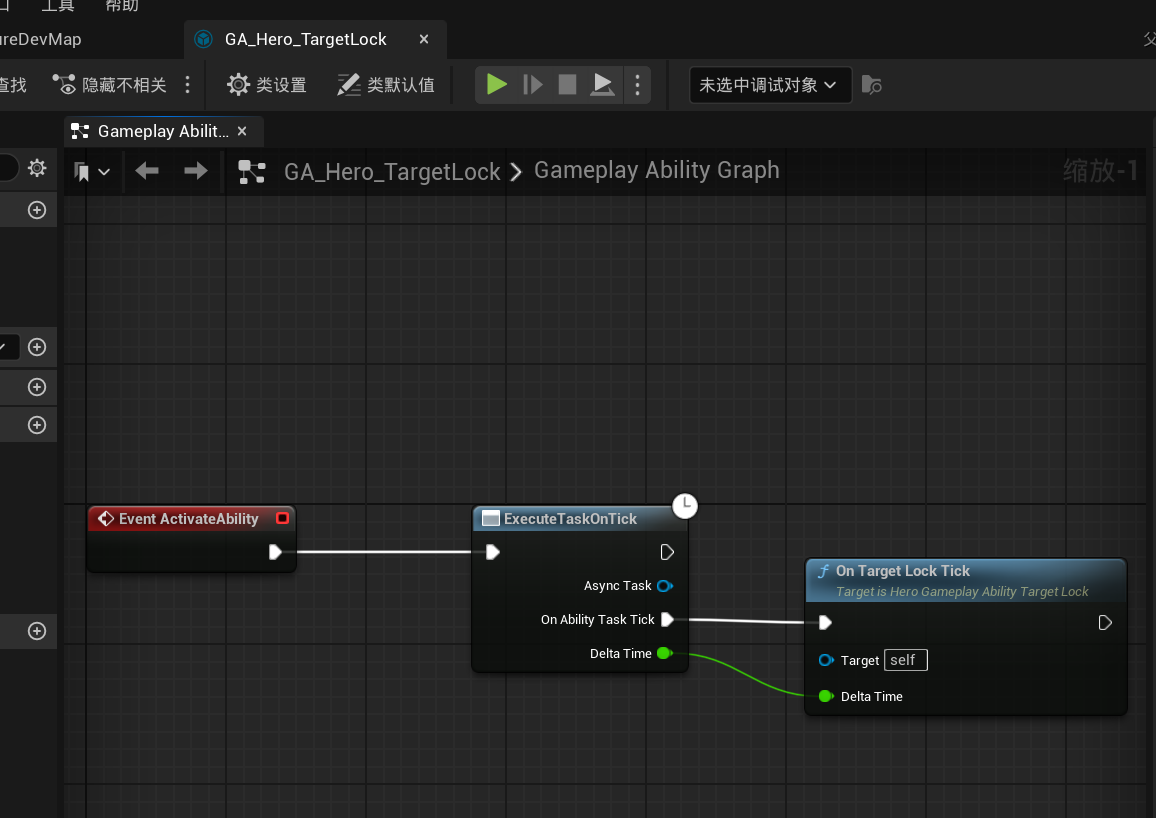 工具 帮助
ureDevMap
GA_Hero_TargetLock
查找 隐藏不相关 类设置 类默认值 未选中调试对象
Gameplay Abilit...
GA_Hero_TargetLock > Gameplay Ability Graph
缩放-1
Event ActivateAbility
ExecuteTaskOnTick
Async Task
On Ability Task Tick
Delta Time
On Target Lock Tick
Target is Hero Gameplay Ability Target Lock
Target self
Delta Time